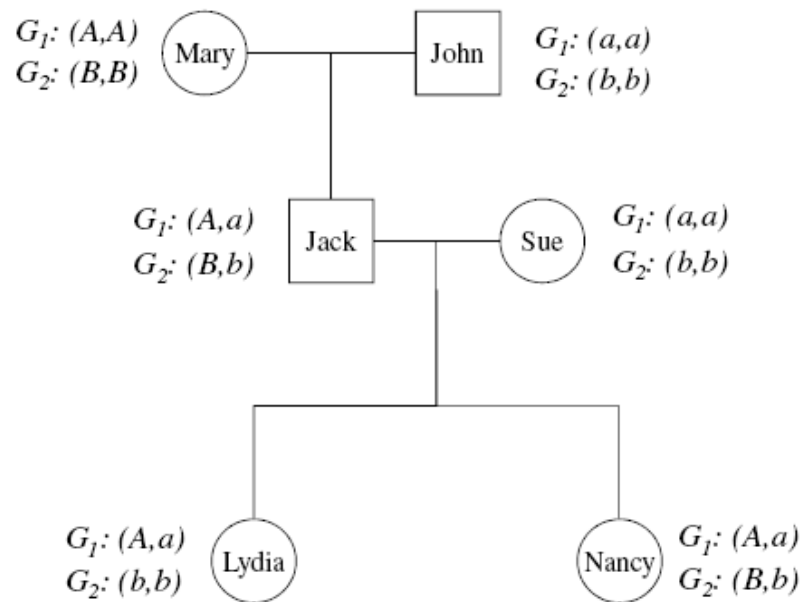 G1: (A,A)
G2: (B,B)
Mary
John
G1: (a,a)
G2: (b,b)
G1: (A,a)
G2: (B,b)
Jack
Sue
G1: (a,a)
G2: (b,b)
G1: (A,a)
G2: (b,b)
Lydia
Nancy
G1: (A,a)
G2: (B,b)